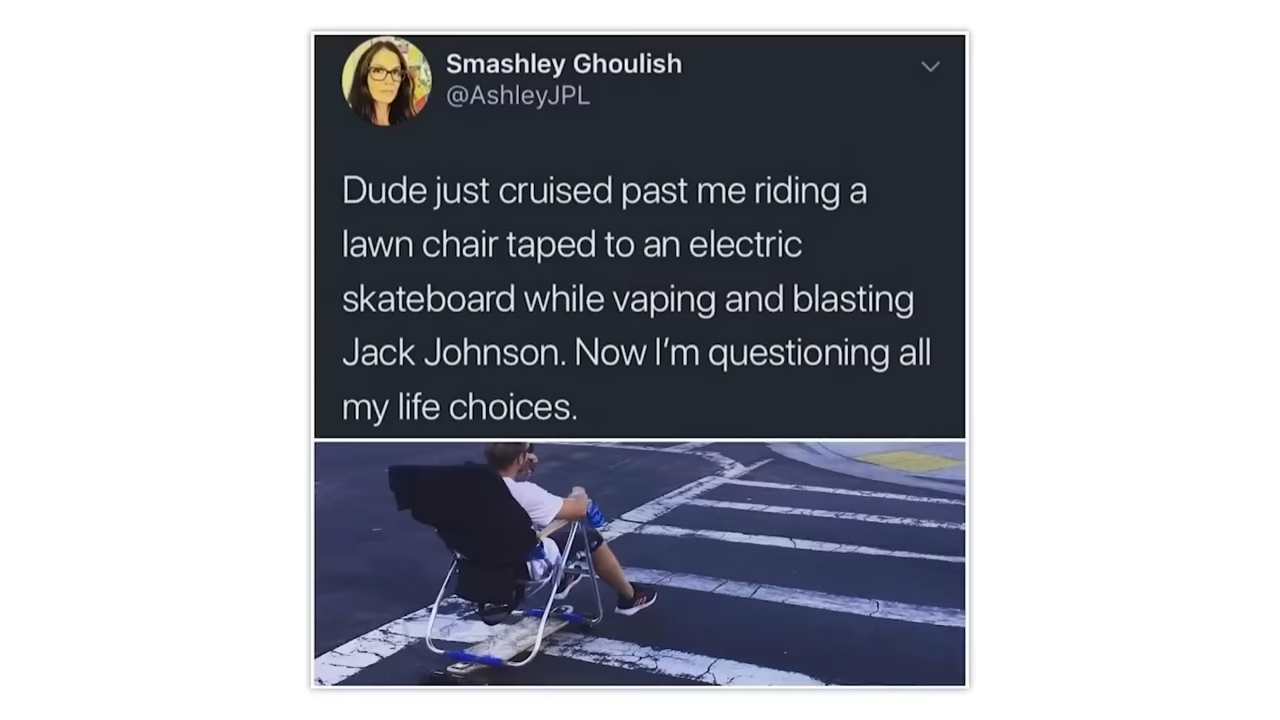 Smashley Ghoulish
@AshleyJPL
Dude just cruised past me riding a
lawn chair taped to an electric
skateboard while vaping and blasting
Jack Johnson. Now I’m questioning all
my life choices.